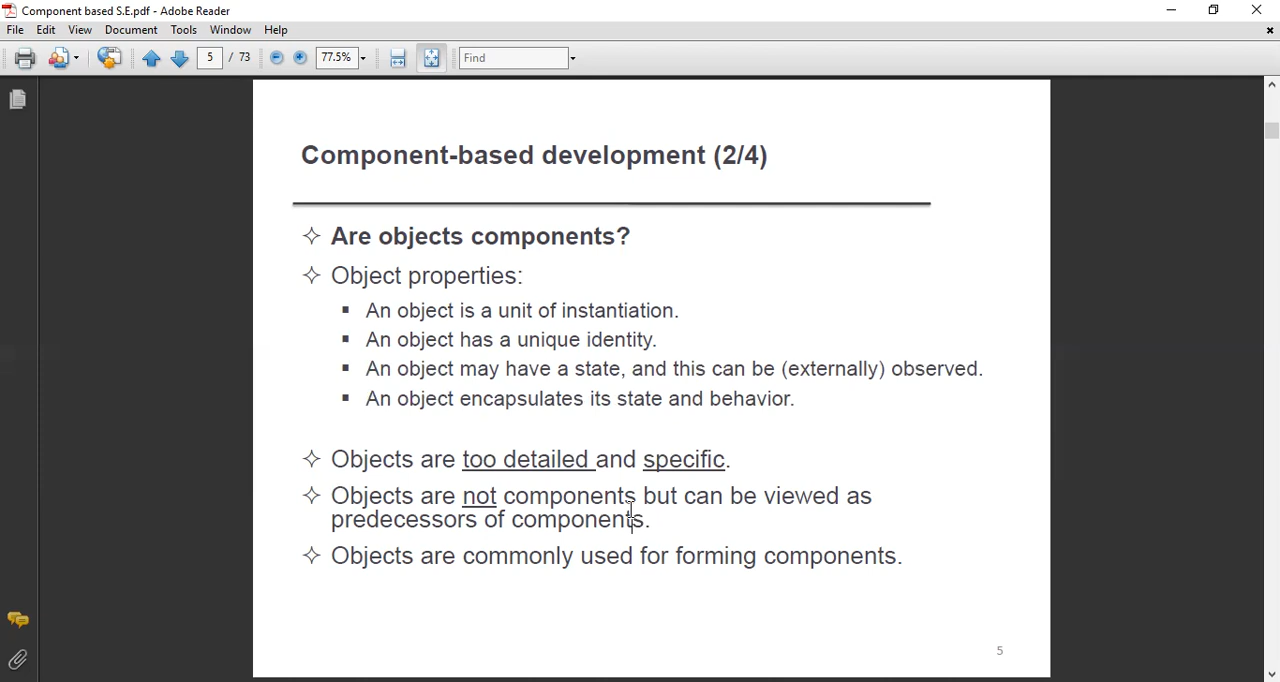 Component based S.E.pdf - Adobe Reader
File Edit View Document Tools Window Help
5 / 73 77.5% Find
Component-based development (2/4)
✧ Are objects components?
✧ Object properties:
▪ An object is a unit of instantiation.
▪ An object has a unique identity.
▪ An object may have a state, and this can be (externally) observed.
▪ An object encapsulates its state and behavior.
✧ Objects are too detailed and specific.
✧ Objects are not components but can be viewed as
predecessors of components.
✧ Objects are commonly used for forming components.
5